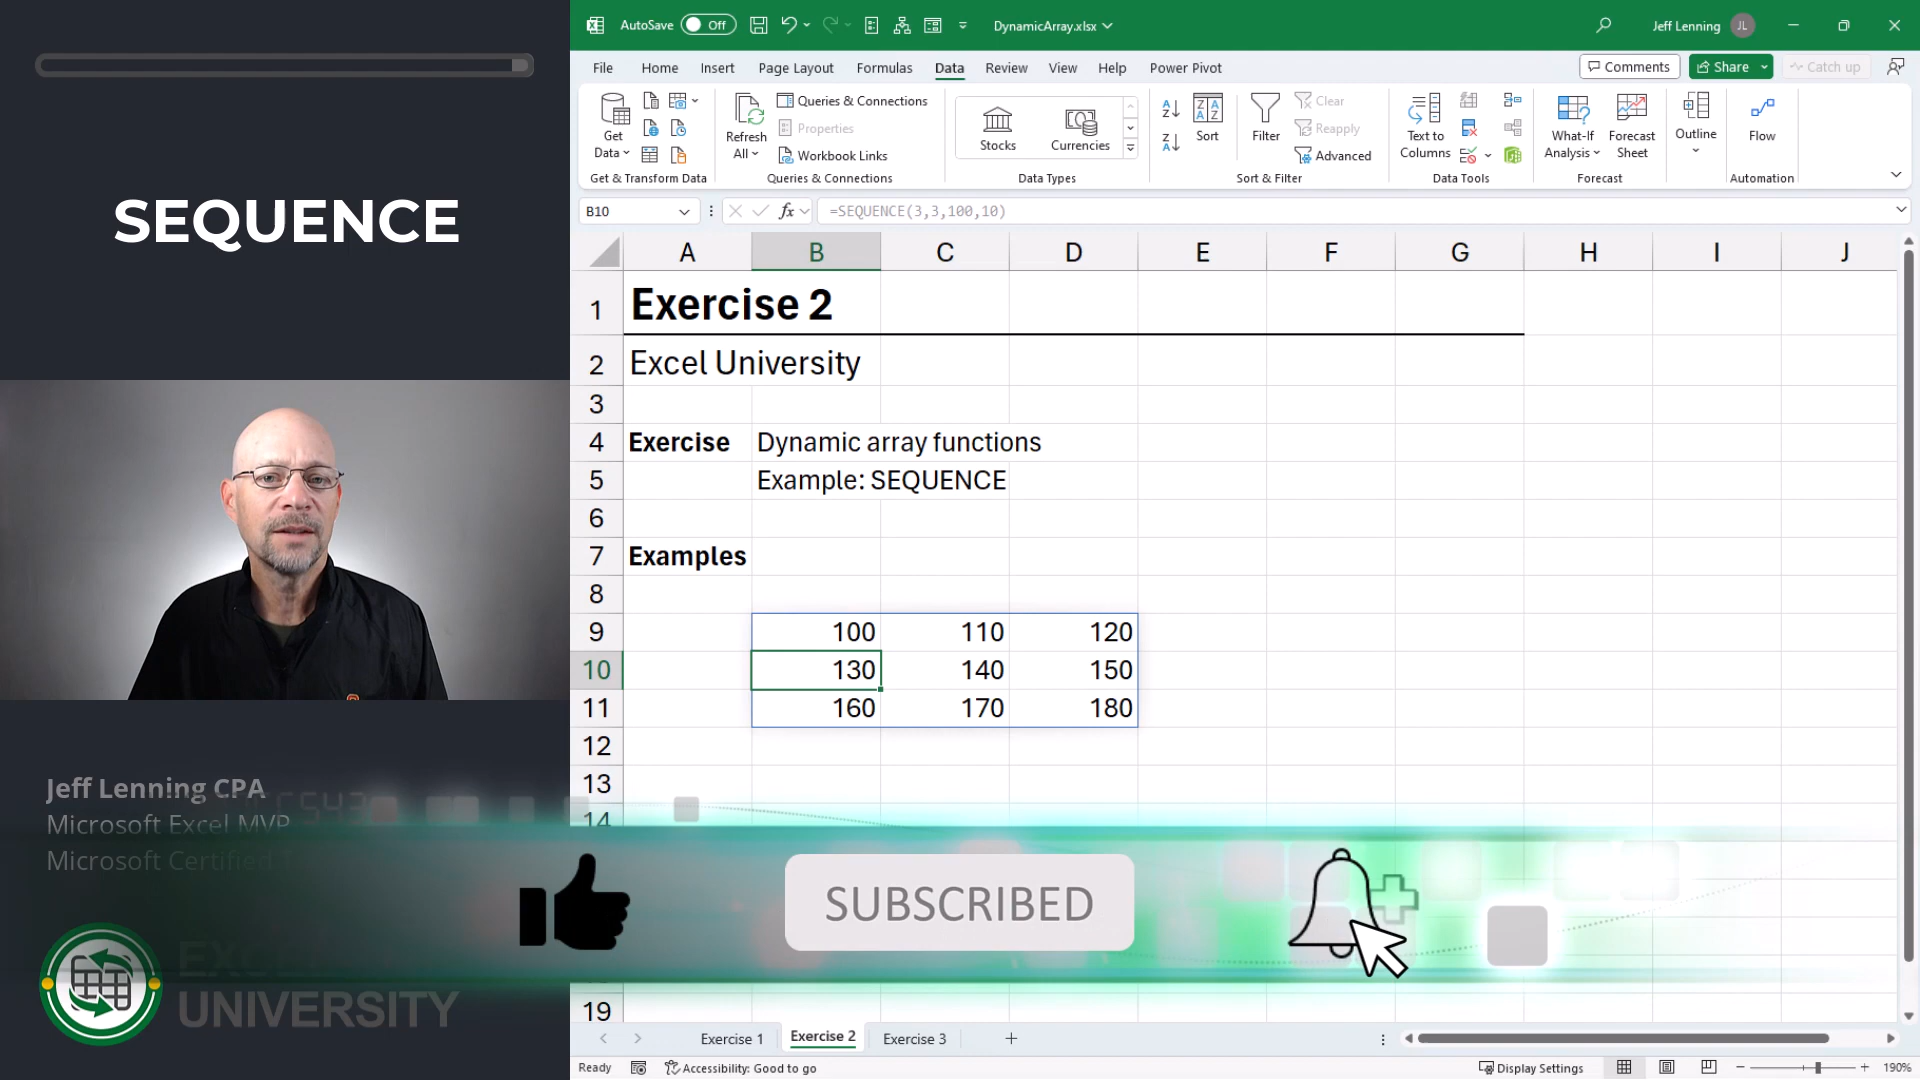 SEQUENCE
Jeff Lenning CPA
Microsoft Excel MVP
Microsoft Certified
EXCEL
UNIVERSITY
AutoSave Off
DynamicArray.xlsx
Jeff Lenning JL
File Home Insert Page Layout Formulas Data Review View Help Power Pivot
Comments Share Catch up
Get Data
Get & Transform Data
Refresh All
Queries & Connections
Properties
Workbook Links
Queries & Connections
Stocks
Currencies
Data Types
Sort
Filter
Clear
Reapply
Advanced
Sort & Filter
Text to Columns
Data Tools
What-If Analysis
Forecast Sheet
Forecast
Outline
Flow
Automation
B10 fx =SEQUENCE(3,3,100,10)
A B C D E F G H I J
1 Exercise 2
2 Excel University
3
4 Exercise Dynamic array functions
5 Example: SEQUENCE
6
7 Examples
8
9 100 110 120
10 130 140 150
11 160 170 180
12
13
14
SUBSCRIBED
19
Exercise 1 Exercise 2 Exercise 3
Ready Accessibility: Good to go Display Settings 190%